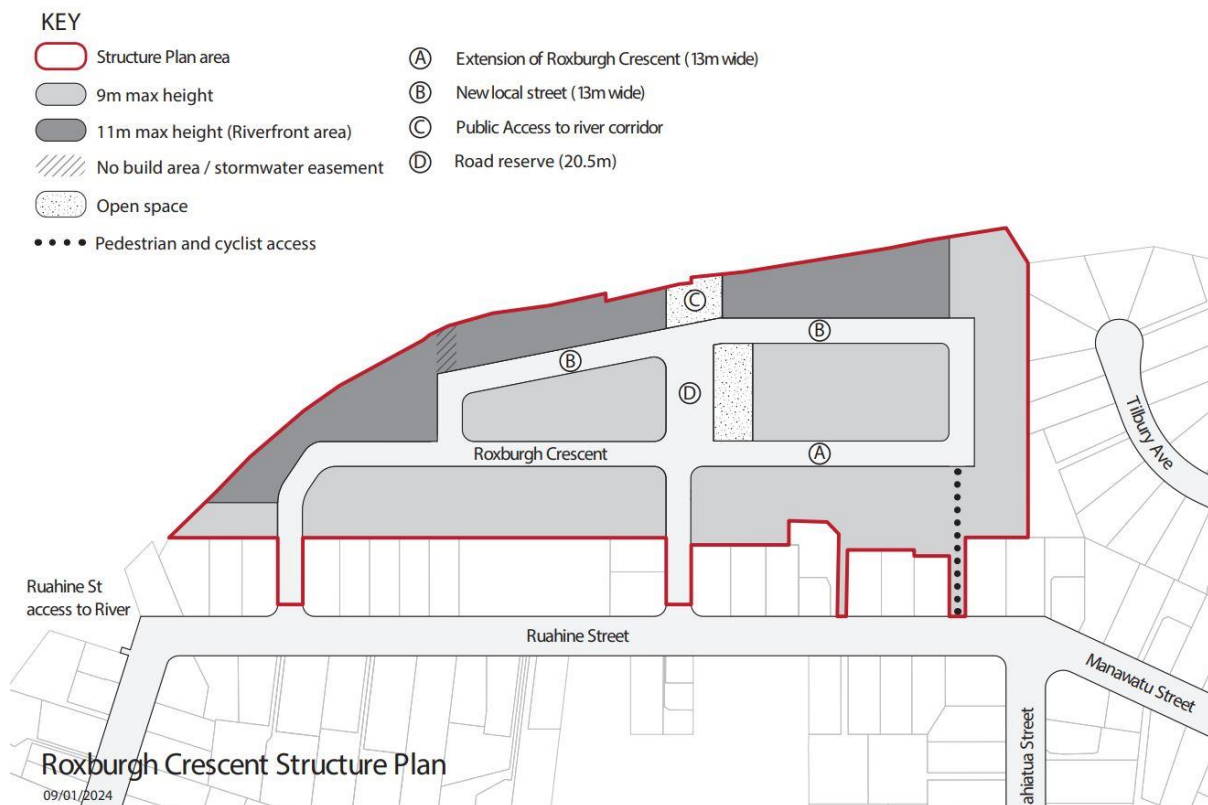 KEY
Structure Plan area
9m max height
11m max height (Riverfront area)
No build area / stormwater easement
Open space
Pedestrian and cyclist access
A Extension of Roxburgh Crescent (13m wide)
B New local street (13m wide)
C Public Access to river corridor
D Road reserve (20.5m)
C
B
B
D
Roxburgh Crescent
A
Tilbury Ave
Ruahine St
access to River
Ruahine Street
Manawatu Street
ahiatua Street
Roxburgh Crescent Structure Plan
09/01/2024